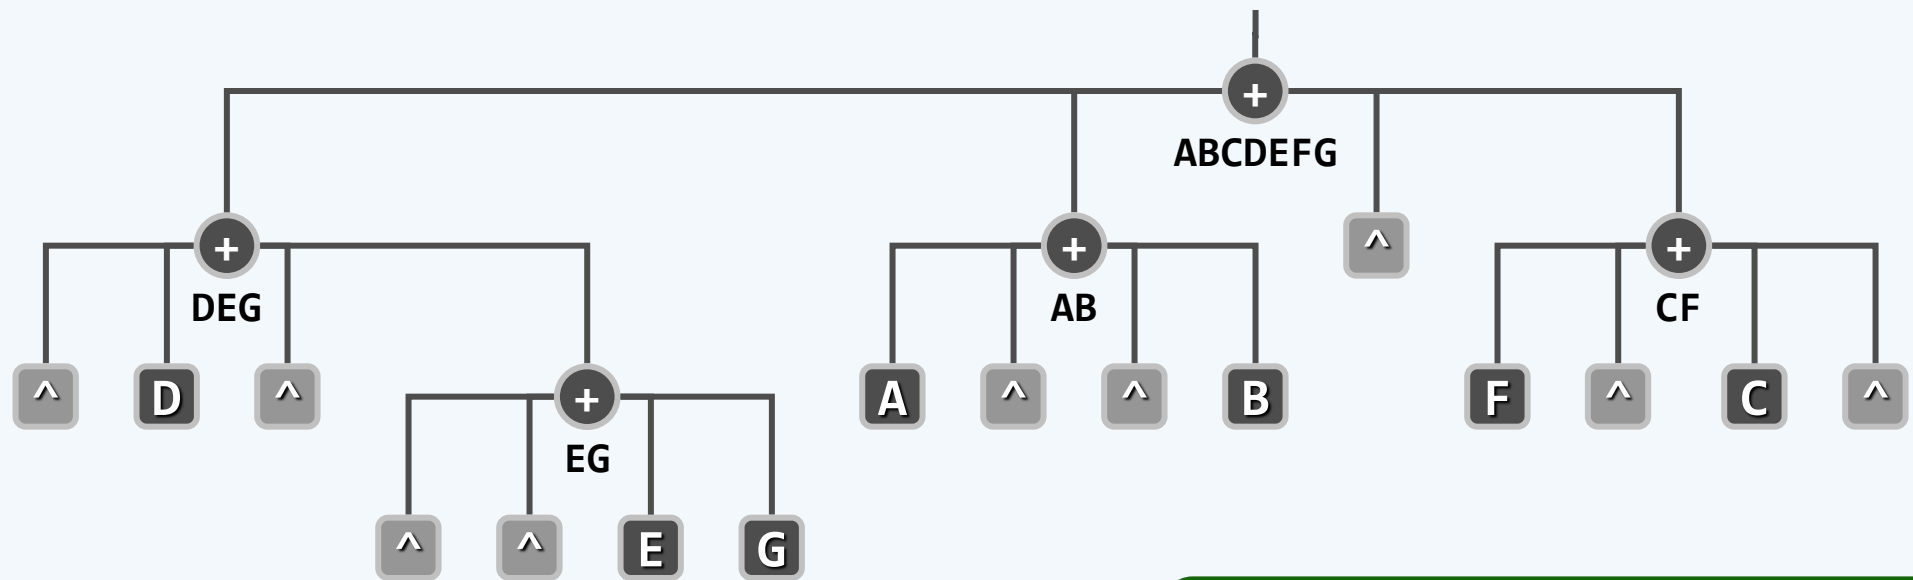 +
ABCDEFG
+ + ^ +
DEG AB CF
^ D ^ + A ^ ^ B F ^ C ^
EG
^ ^ E G